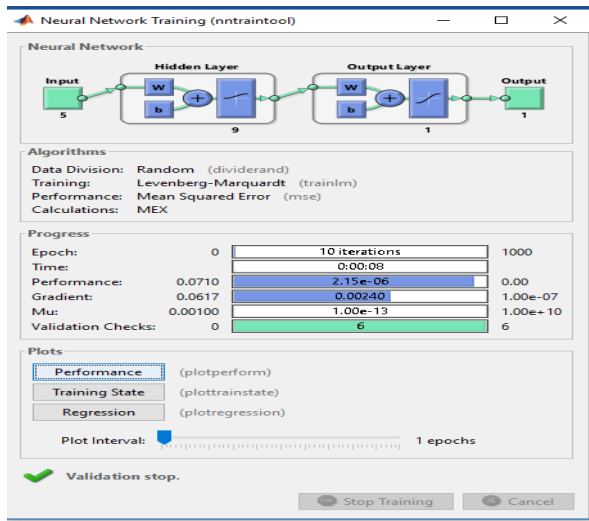 Neural Network Training (nntraintool)
Neural Network
Hidden Layer Output Layer
Input Output
W W
b b
5 9 1 1
Algorithms
Data Division: Random (dividerand)
Training: Levenberg-Marquardt (trainlm)
Performance: Mean Squared Error (mse)
Calculations: MEX
Progress
Epoch: 0 10 iterations 1000
Time: 0:00:08
Performance: 0.0710 2.15e-06 0.00
Gradient: 0.0617 0.00240 1.00e-07
Mu: 0.00100 1.00e-13 1.00e+10
Validation Checks: 0 6 6
Plots
Performance (plotperform)
Training State (plottrainstate)
Regression (plotregression)
Plot Interval: 1 epochs
Validation stop.
Stop Training Cancel